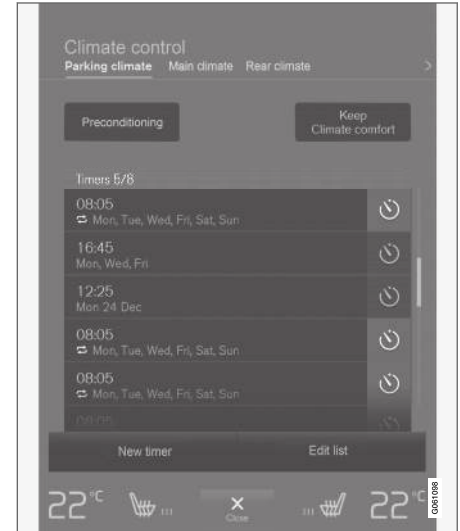 Climate control
Parking climate Main climate Rear climate >
Preconditioning
Keep
Climate comfort
Timers 5/8
08:05
Mon, Tue, Wed, Fri, Sat, Sun
16:45
Mon, Wed, Fri
12:25
Mon 24 Dec
08:05
Mon, Tue, Wed, Fri, Sat, Sun
08:05
Mon, Tue, Wed, Fri, Sat, Sun
08:05
New timer Edit list
22°C 22°C
Close
G061098